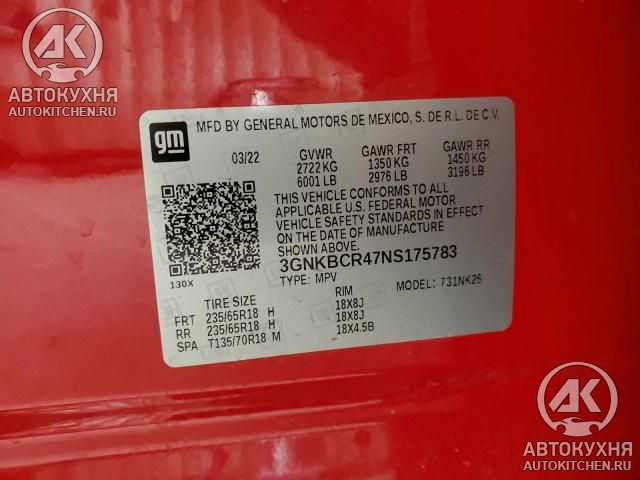 АК
АВТОКУХНЯ
AUTOKITCHEN.RU
gm
MFD BY GENERAL MOTORS DE MEXICO, S. DE R.L. DE C.V.
03/22 GVWR GAWR FRT GAWR RR
2722 KG 1350 KG 1450 KG
6001 LB 2976 LB 3196 LB
THIS VEHICLE CONFORMS TO ALL
APPLICABLE U.S. FEDERAL MOTOR
VEHICLE SAFETY STANDARDS IN EFFECT
ON THE DATE OF MANUFACTURE
SHOWN ABOVE.
3GNKBCR47NS175783
130X TYPE: MPV MODEL: 731NK26
TIRE SIZE RIM
FRT 235/65R18 H 18X8J
RR 235/65R18 H 18X8J
SPA T135/70R18 M 18X4.5B
АК
АВТОКУХНЯ
AUTOKITCHEN.RU